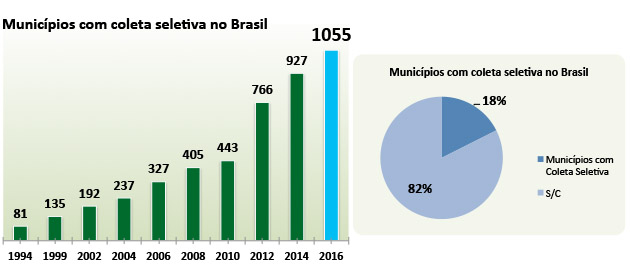 Municípios com coleta seletiva no Brasil
81
135
192
237
327
405
443
766
927
1055
1994 1999 2002 2004 2006 2008 2010 2012 2014 2016
Municípios com coleta seletiva no Brasil
18%
82%
Municípios com
Coleta Seletiva
S/C